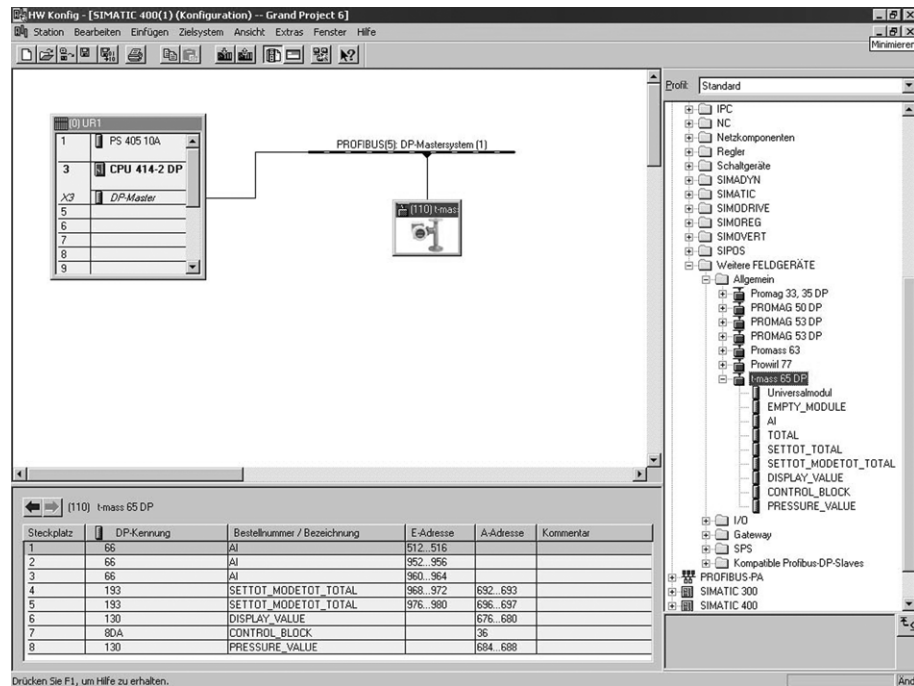 HW Konfig - [SIMATIC 400(1) (Konfiguration) -- Grand Project 6]
Station Bearbeiten Einfügen Zielsystem Ansicht Extras Fenster Hilfe
Minimieren
(0) UR1
1 PS 405 10A
3 CPU 414-2 DP
X3 DP-Master
5
6
7
8
9
PROFIBUS(5): DP-Mastersystem (1)
(110) t-mas
Profil: Standard
IPC
NC
Netzkomponenten
Regler
Schaltgeräte
SIMADYN
SIMATIC
SIMODRIVE
SIMOREG
SIMOVERT
SIPOS
Weitere FELDGERÄTE
Allgemein
Promag 33, 35 DP
PROMAG 50 DP
PROMAG 53 DP
PROMAG 53 DP
Promass 63
Prowirl 77
t-mass 65 DP
Universalmodul
EMPTY_MODULE
AI
TOTAL
SETTOT_TOTAL
SETTOT_MODETOT_TOTAL
DISPLAY_VALUE
CONTROL_BLOCK
PRESSURE_VALUE
I/O
Gateway
SPS
Kompatible Profibus-DP-Slaves
PROFIBUS-PA
SIMATIC 300
SIMATIC 400
(110) t-mass 65 DP
Steckplatz DP-Kennung Bestellnummer / Bezeichnung E-Adresse A-Adresse Kommentar
1 66 AI 512...516
2 66 AI 952...956
3 66 AI 960...964
4 193 SETTOT_MODETOT_TOTAL 968...972 692...693
5 193 SETTOT_MODETOT_TOTAL 976...980 696...697
6 130 DISPLAY_VALUE 676...680
7 8DA CONTROL_BLOCK 36
8 130 PRESSURE_VALUE 684...688
Drücken Sie F1, um Hilfe zu erhalten.
Änd